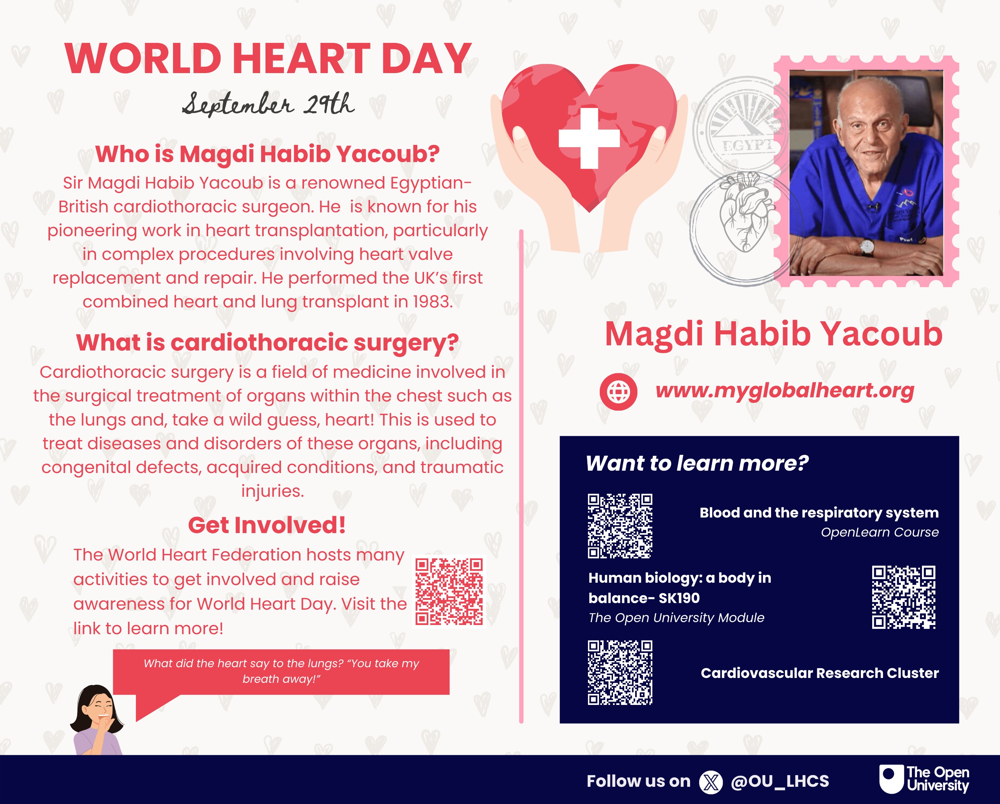 WORLD HEART DAY
September 29th
Who is Magdi Habib Yacoub?
Sir Magdi Habib Yacoub is a renowned Egyptian-
British cardiothoracic surgeon. He  is known for his
pioneering work in heart transplantation, particularly
in complex procedures involving heart valve
replacement and repair. He performed the UK’s first
combined heart and lung transplant in 1983.
What is cardiothoracic surgery?
Cardiothoracic surgery is a field of medicine involved in
the surgical treatment of organs within the chest such as
the lungs and, take a wild guess, heart! This is used to
treat diseases and disorders of these organs, including
congenital defects, acquired conditions, and traumatic
injuries.
Get Involved!
The World Heart Federation hosts many
activities to get involved and raise
awareness for World Heart Day. Visit the
link to learn more!
What did the heart say to the lungs? “You take my
breath away!”
EGYPT
Prof
Magdi Habib Yacoub
www.myglobalheart.org
Want to learn more?
Blood and the respiratory system
OpenLearn Course
Human biology: a body in
balance- SK190
The Open University Module
Cardiovascular Research Cluster
Follow us on X @OU_LHCS
The Open
University